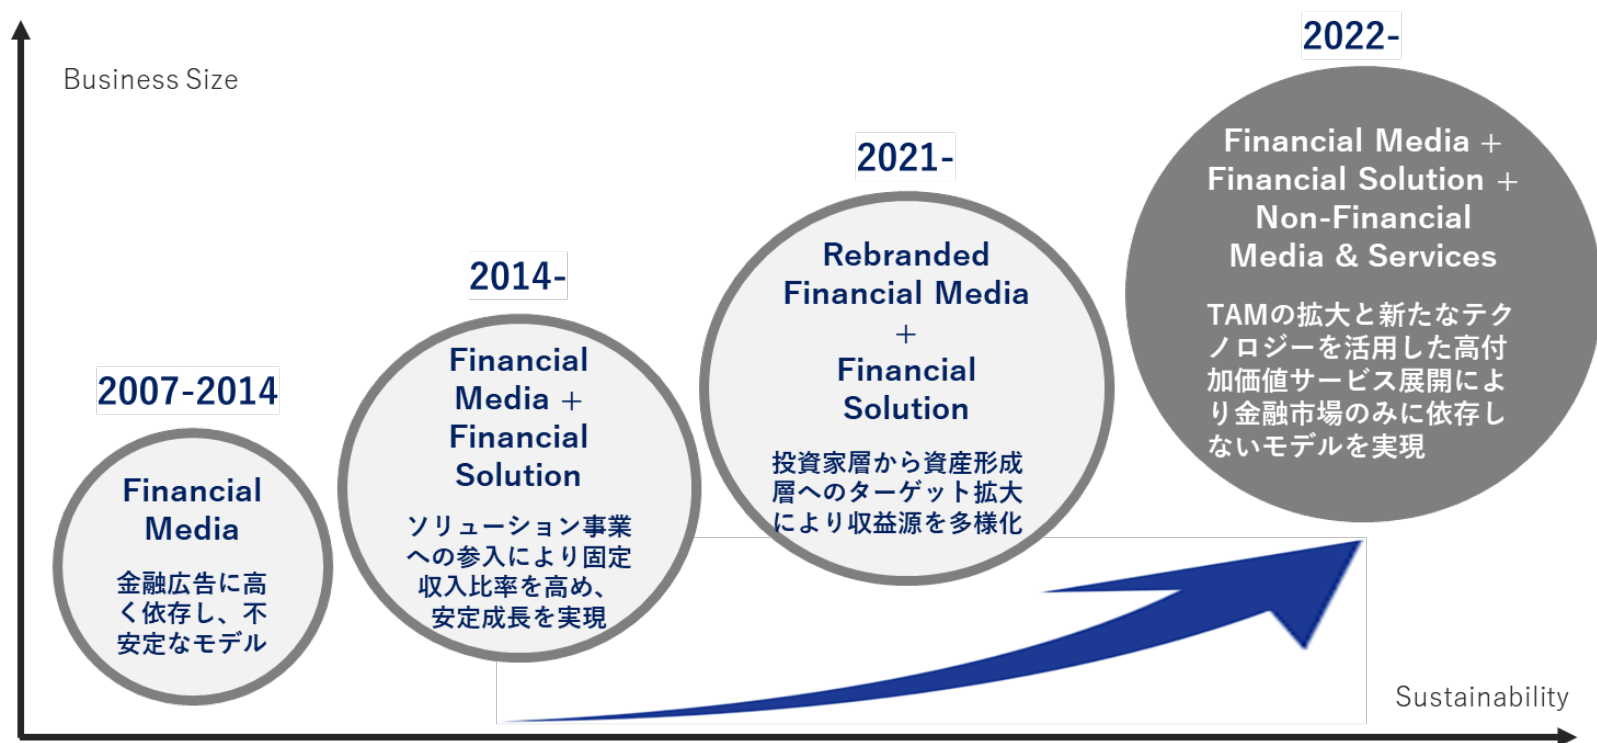 Business Size
2007-2014
Financial
Media
金融広告に高
く依存し、不
安定なモデル
2014-
Financial
Media +
Financial
Solution
ソリューション事業
への参入により固定
収入比率を高め、
安定成長を実現
2021-
Rebranded
Financial Media
+
Financial
Solution
投資家層から資産形成
層へのターゲット拡大
により収益源を多様化
2022-
Financial Media +
Financial Solution +
Non-Financial
Media & Services
TAMの拡大と新たなテク
ノロジーを活用した高付
加価値サービス展開によ
り金融市場のみに依存し
ないモデルを実現
Sustainability